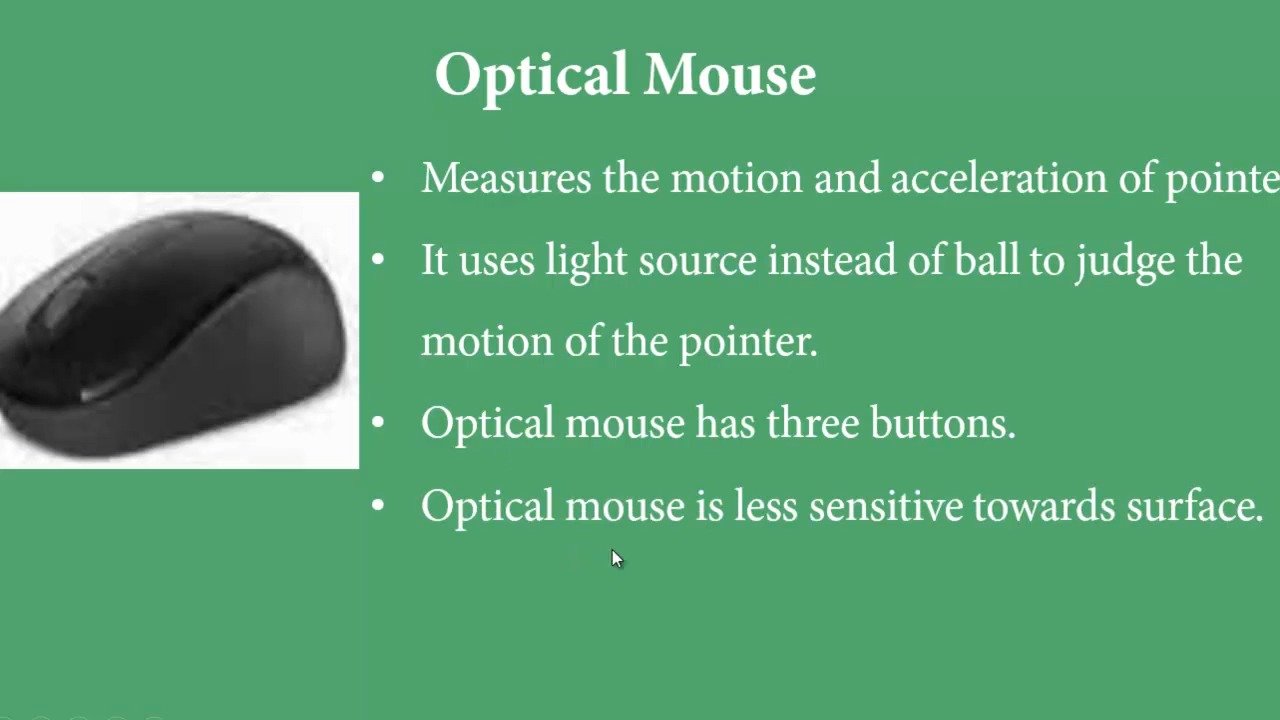 Optical Mouse
• Measures the motion and acceleration of pointe
• It uses light source instead of ball to judge the
motion of the pointer.
• Optical mouse has three buttons.
• Optical mouse is less sensitive towards surface.